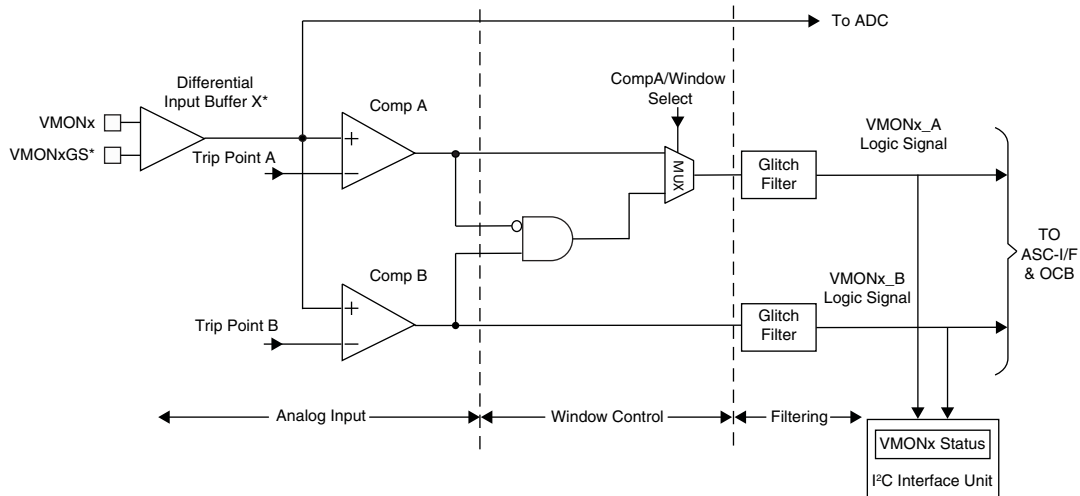 To ADC
Differential
Input Buffer X*
VMONx
VMONxGS*
Comp A
+
–
Trip Point A
CompA/Window
Select
MUX
Glitch
Filter
VMONx_A
Logic Signal
Comp B
+
–
Trip Point B
Glitch
Filter
VMONx_B
Logic Signal
TO
ASC-I/F
& OCB
Analog Input
Window Control
Filtering
VMONx Status
I²C Interface Unit